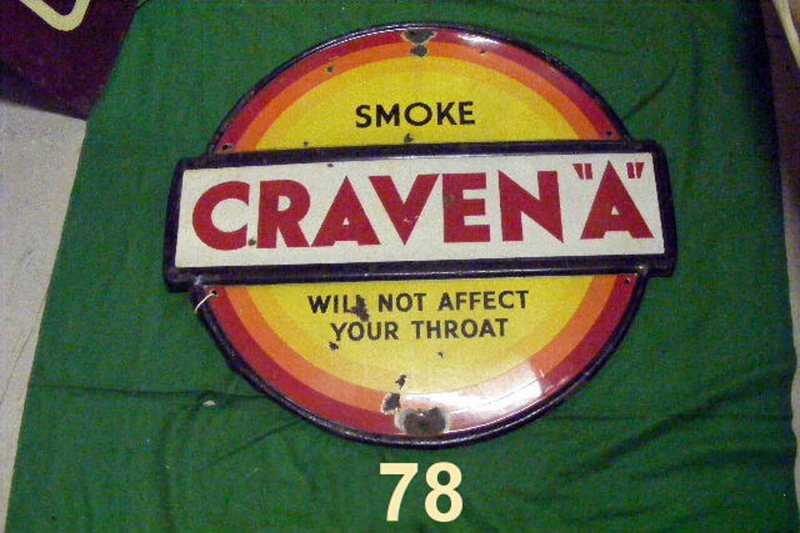 SMOKE
CRAVEN "A"
WILL NOT AFFECT
YOUR THROAT
78